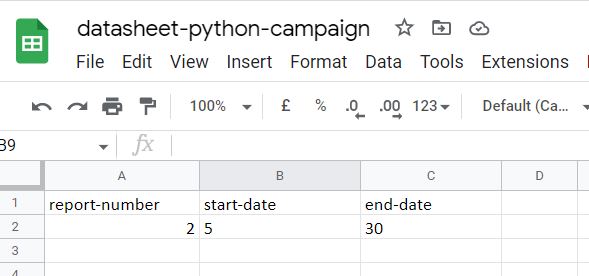 datasheet-python-campaign
File Edit View Insert Format Data Tools Extensions
100% £ % .0 .00 123 Default (Ca...
B9 fx
A B C D
1 report-number start-date end-date
2 2 5 30
3
4